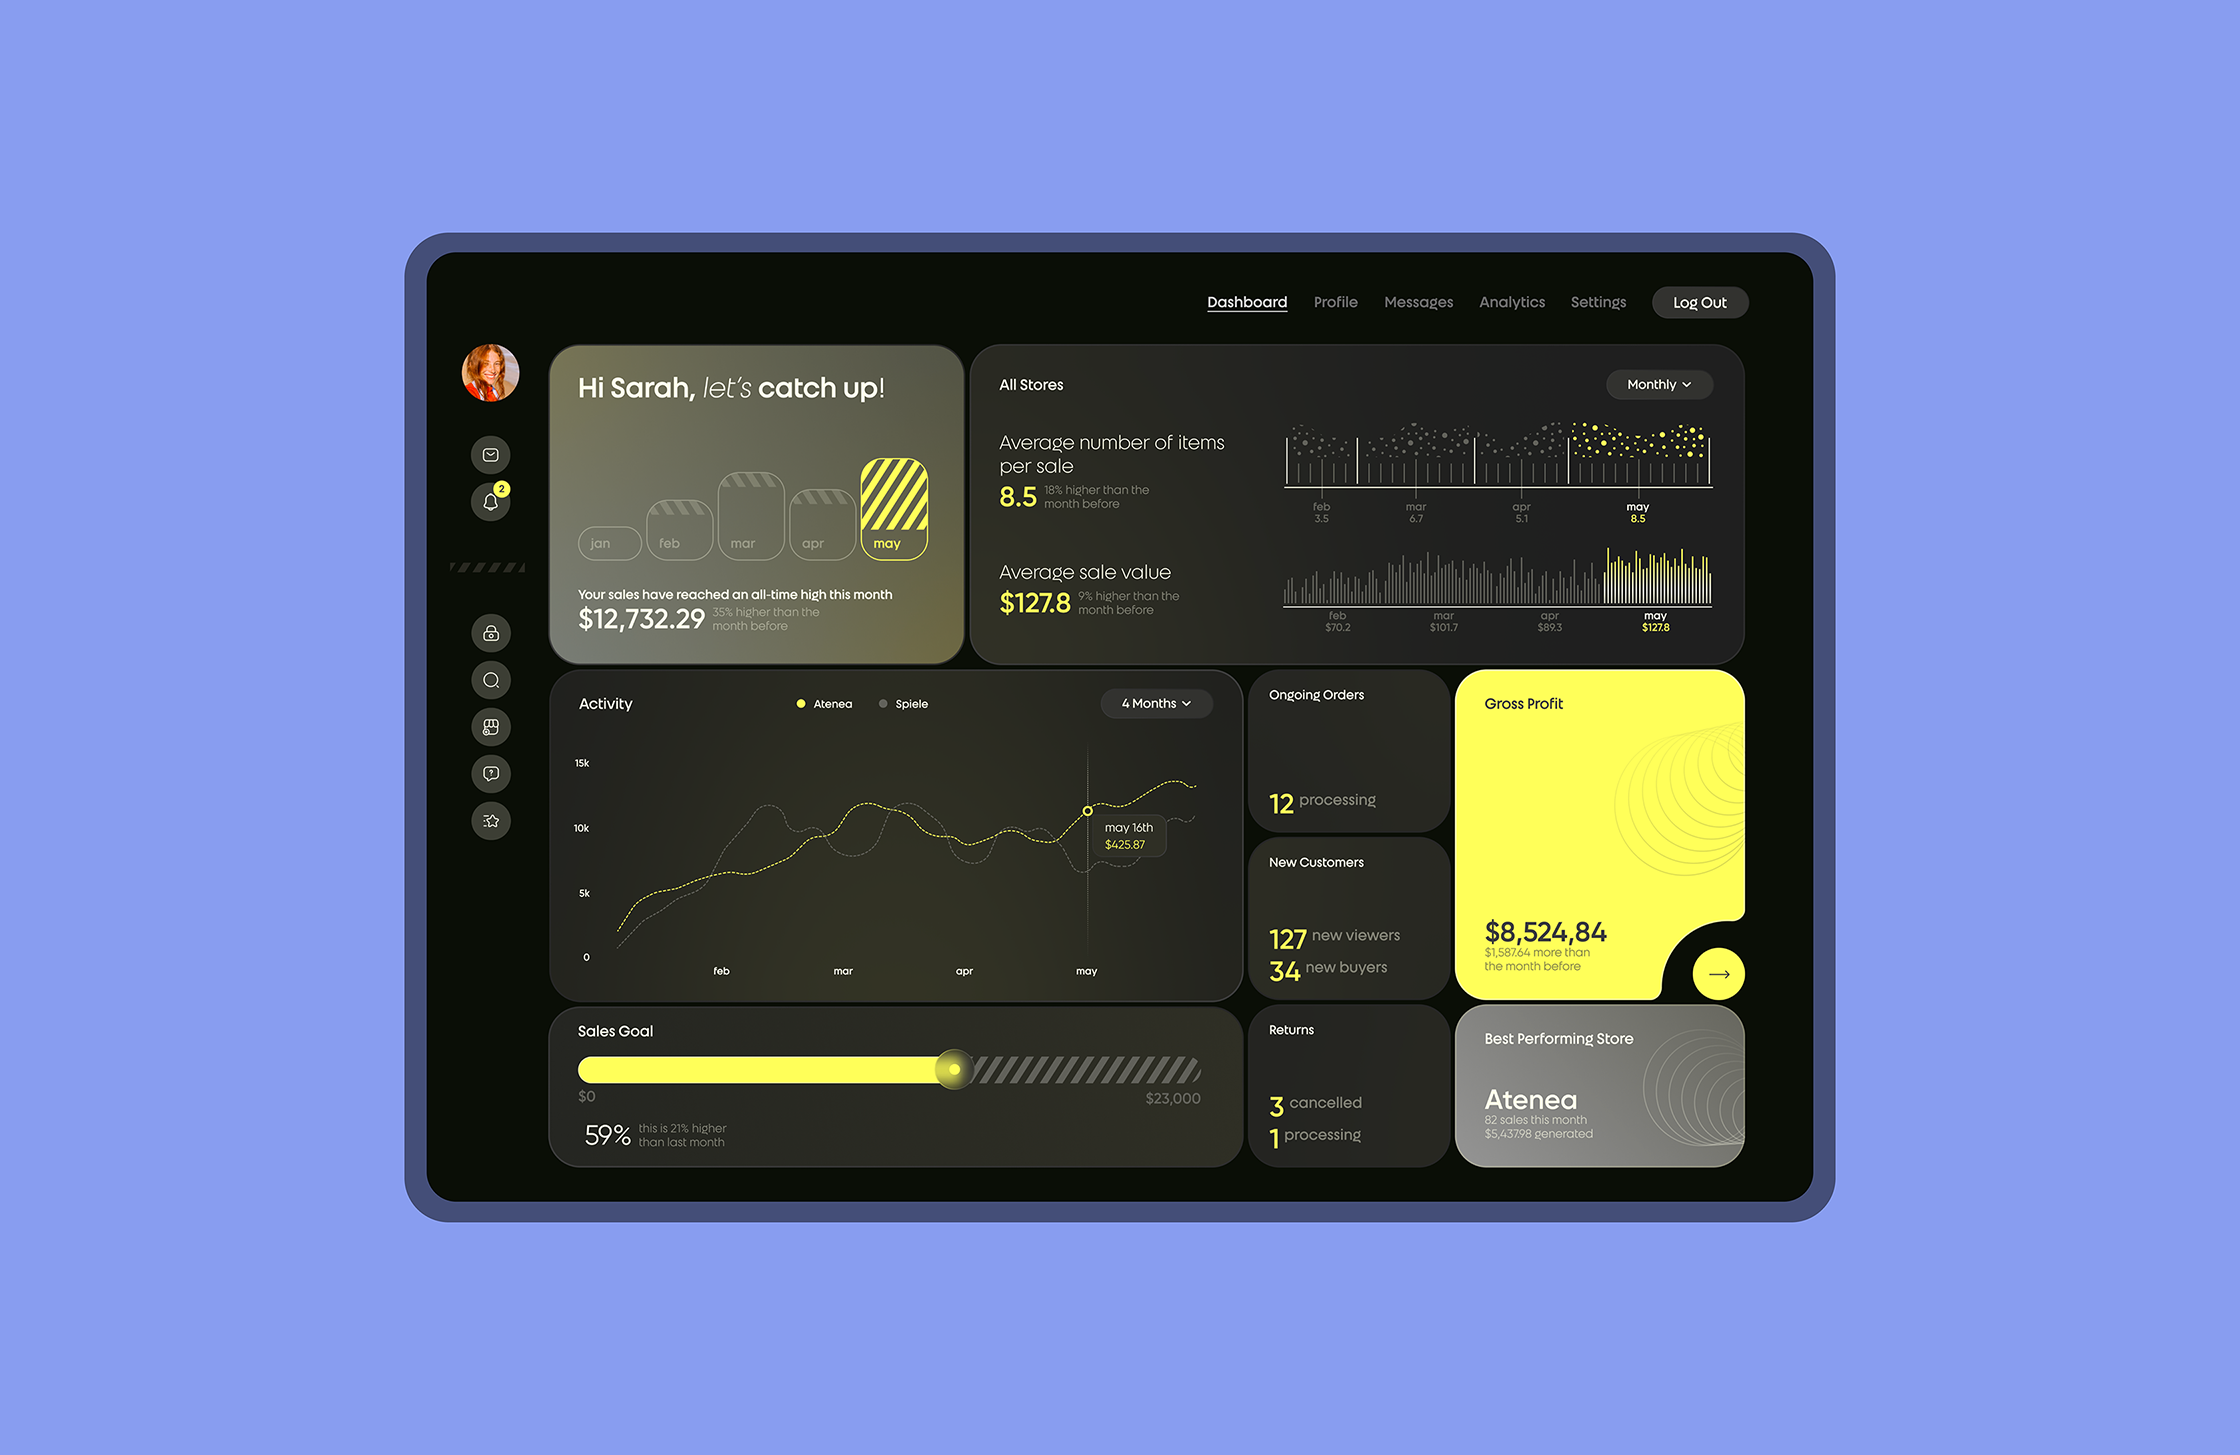 Dashboard Profile Messages Analytics Settings Log Out
2
Hi Sarah, let's catch up!
jan feb mar apr may
Your sales have reached an all-time high this month
$12,732.29
35% higher than the
month before
All Stores
Monthly
Average number of items
per sale
8.5
18% higher than the
month before
feb mar apr may
3.5 6.7 5.1 8.5
Average sale value
$127.8
9% higher than the
month before
feb mar apr may
$70.2 $101.7 $89.3 $127.8
Activity
Atenea Spiele
4 Months
15k
10k
5k
0
may 16th
$425.87
feb mar apr may
Ongoing Orders
12 processing
New Customers
127 new viewers
34 new buyers
Gross Profit
$8,524,84
$1,587.64 more than
the month before
Sales Goal
$0 $23,000
59%
this is 21% higher
than last month
Returns
3 cancelled
1 processing
Best Performing Store
Atenea
82 sales this month
$5,437.98 generated